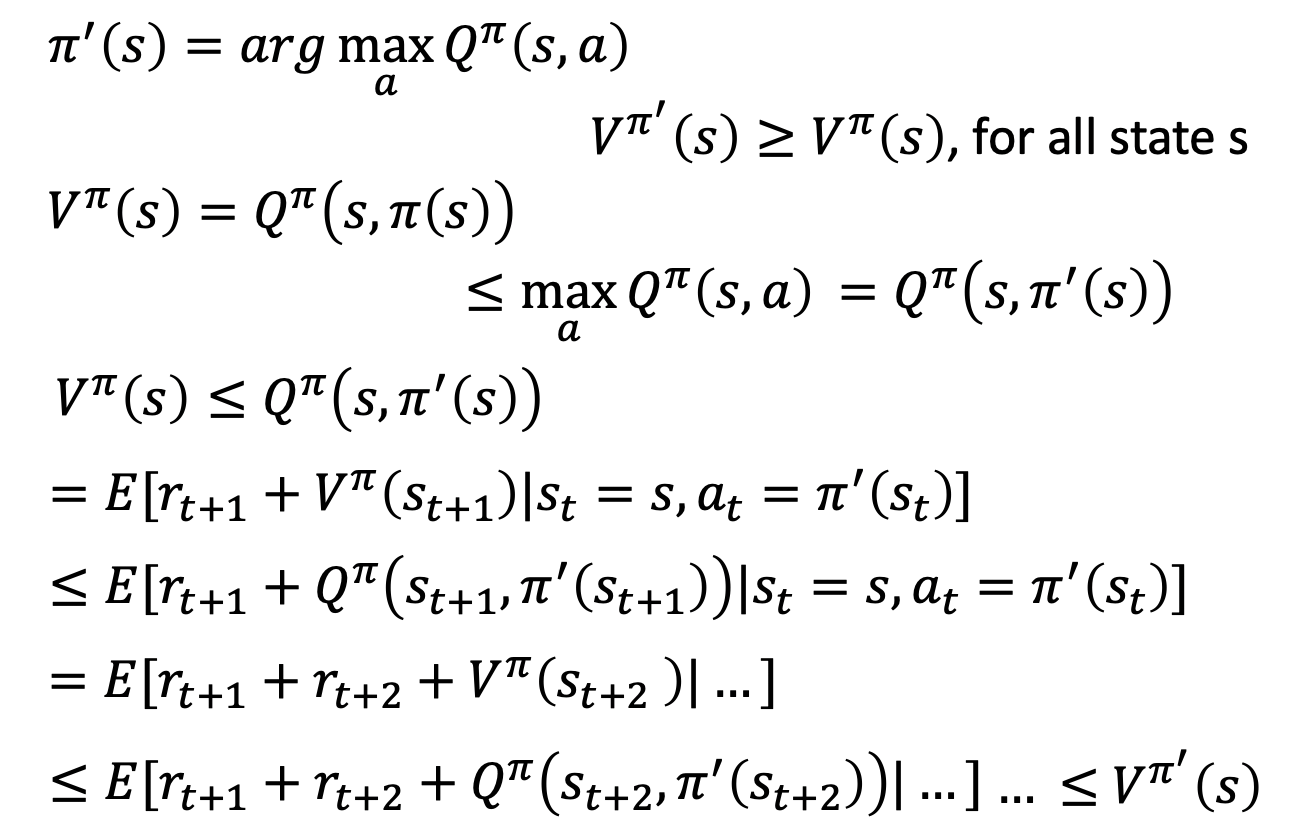 π′(s) = arg max_a Q^π(s, a)
V^π′(s) ≥ V^π(s), for all state s
V^π(s) = Q^π(s, π(s))
≤ max_a Q^π(s, a) = Q^π(s, π′(s))
V^π(s) ≤ Q^π(s, π′(s))
= E[r_{t+1} + V^π(s_{t+1})|s_t = s, a_t = π′(s_t)]
≤ E[r_{t+1} + Q^π(s_{t+1}, π′(s_{t+1}))|s_t = s, a_t = π′(s_t)]
= E[r_{t+1} + r_{t+2} + V^π(s_{t+2} )| ...]
≤ E[r_{t+1} + r_{t+2} + Q^π(s_{t+2}, π′(s_{t+2}))| ...] ... ≤ V^π′(s)